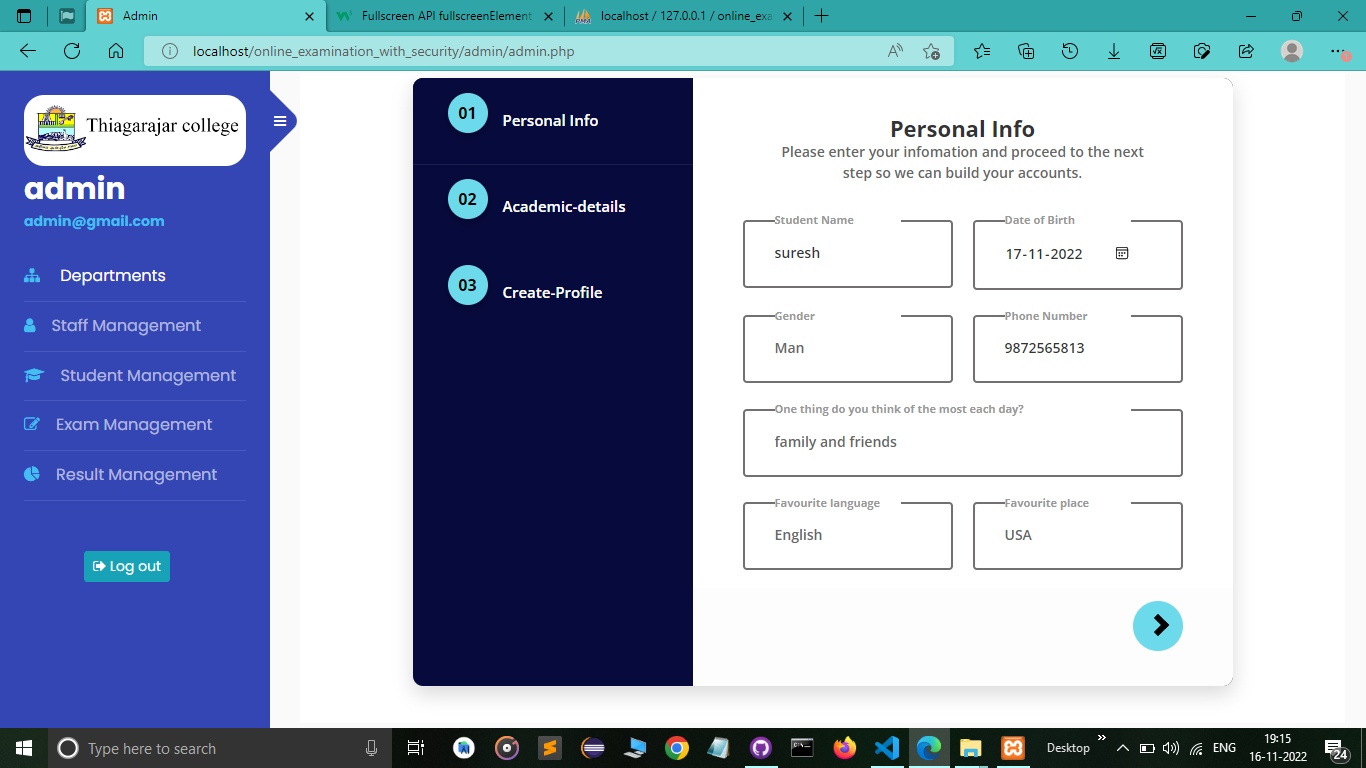 Admin
Fullscreen API fullscreenElement
localhost / 127.0.0.1 / online_exa
localhost/online_examination_with_security/admin/admin.php
Thiagarajar college
admin
admin@gmail.com
Departments
Staff Management
Student Management
Exam Management
Result Management
Log out
01 Personal Info
02 Academic-details
03 Create-Profile
Personal Info
Please enter your infomation and proceed to the next
step so we can build your accounts.
Student Name
suresh
Date of Birth
17-11-2022
Gender
Man
Phone Number
9872565813
One thing do you think of the most each day?
family and friends
Favourite language
English
Favourite place
USA
Type here to search
Desktop
ENG
19:15
16-11-2022
24